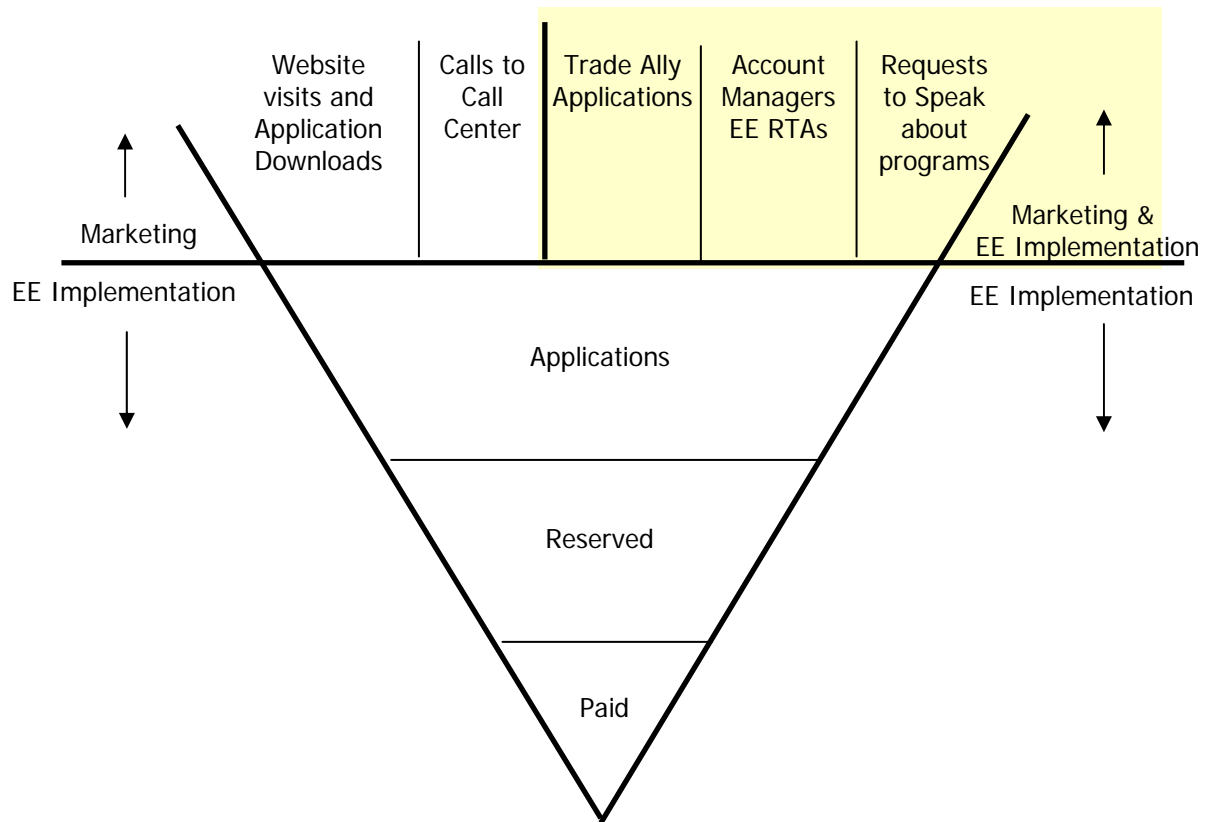 Website
visits and
Application
Downloads
Calls to
Call
Center
Trade Ally
Applications
Account
Managers
EE RTAs
Requests
to Speak
about
programs
Marketing
EE Implementation
Marketing &
EE Implementation
EE Implementation
Applications
Reserved
Paid